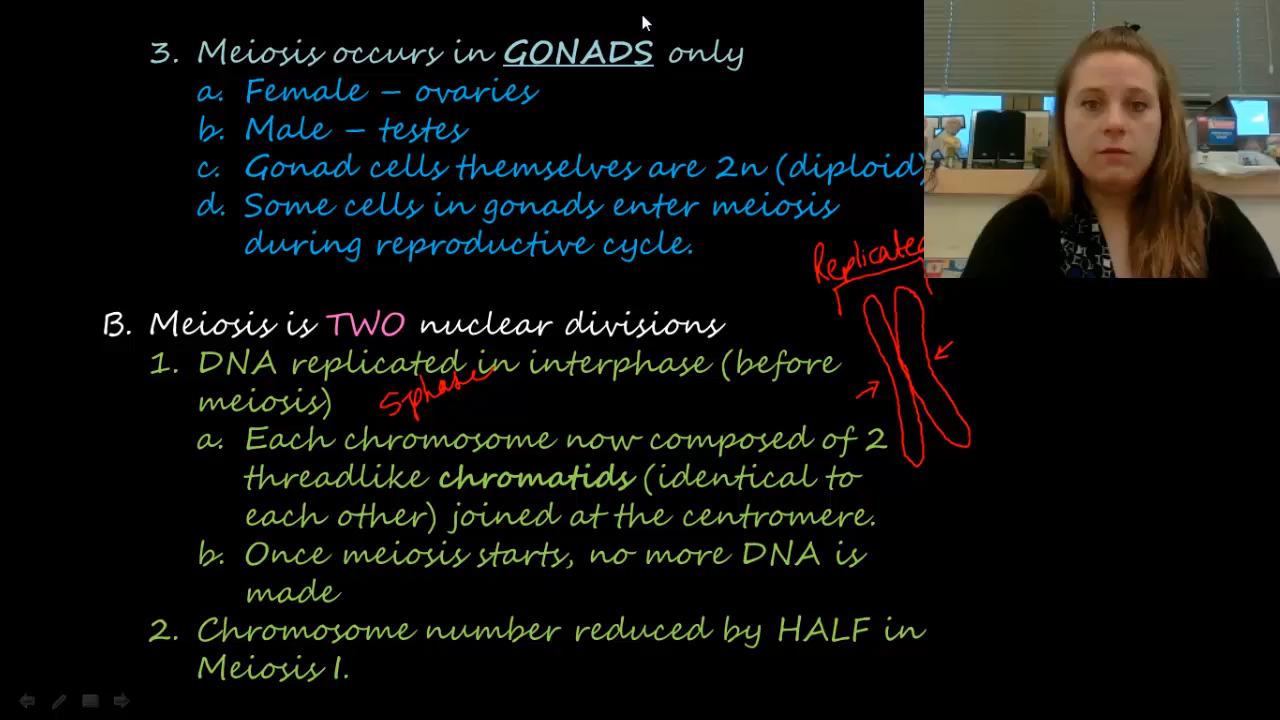 3. Meiosis occurs in GONADS only
a. Female – ovaries
b. Male – testes
c. Gonad cells themselves are 2n (diploid)
d. Some cells in gonads enter meiosis
during reproductive cycle.
Replicated
B. Meiosis is TWO nuclear divisions
1. DNA replicated in interphase (before
meiosis)
S phase
a. Each chromosome now composed of 2
threadlike chromatids (identical to
each other) joined at the centromere.
b. Once meiosis starts, no more DNA is
made
2. Chromosome number reduced by HALF in
Meiosis I.